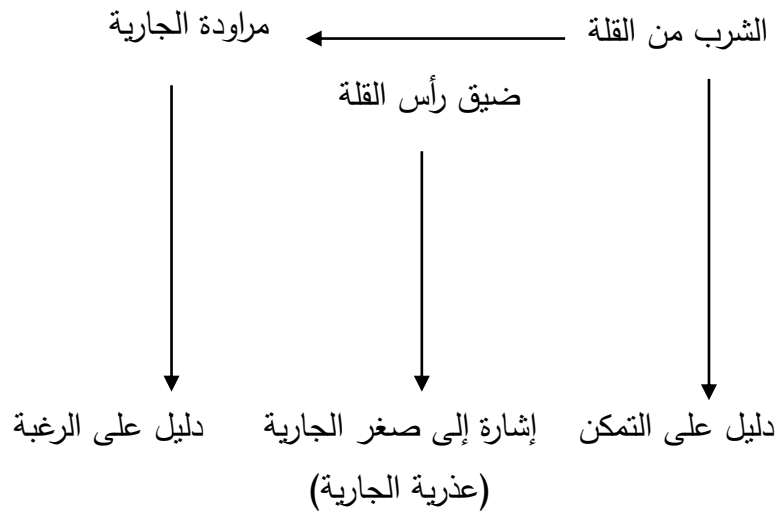 الشرب من القلة
مراودة الجارية
ضيق رأس القلة
دليل على التمكن
إشارة إلى صغر الجارية
(عذرية الجارية)
دليل على الرغبة